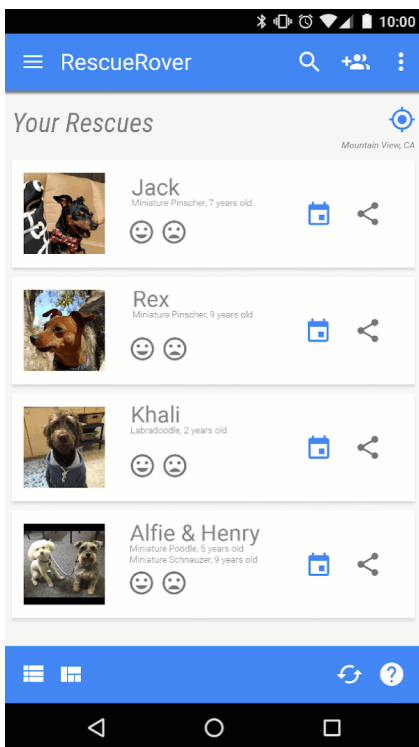 10:00
RescueRover
Your Rescues
Mountain View, CA
Jack
Miniature Pinscher, 7 years old
Rex
Miniature Pinscher, 9 years old
Khali
Labradoodle, 2 years old
Alfie & Henry
Miniature Poodle, 5 years old
Miniature Schnauzer, 9 years old